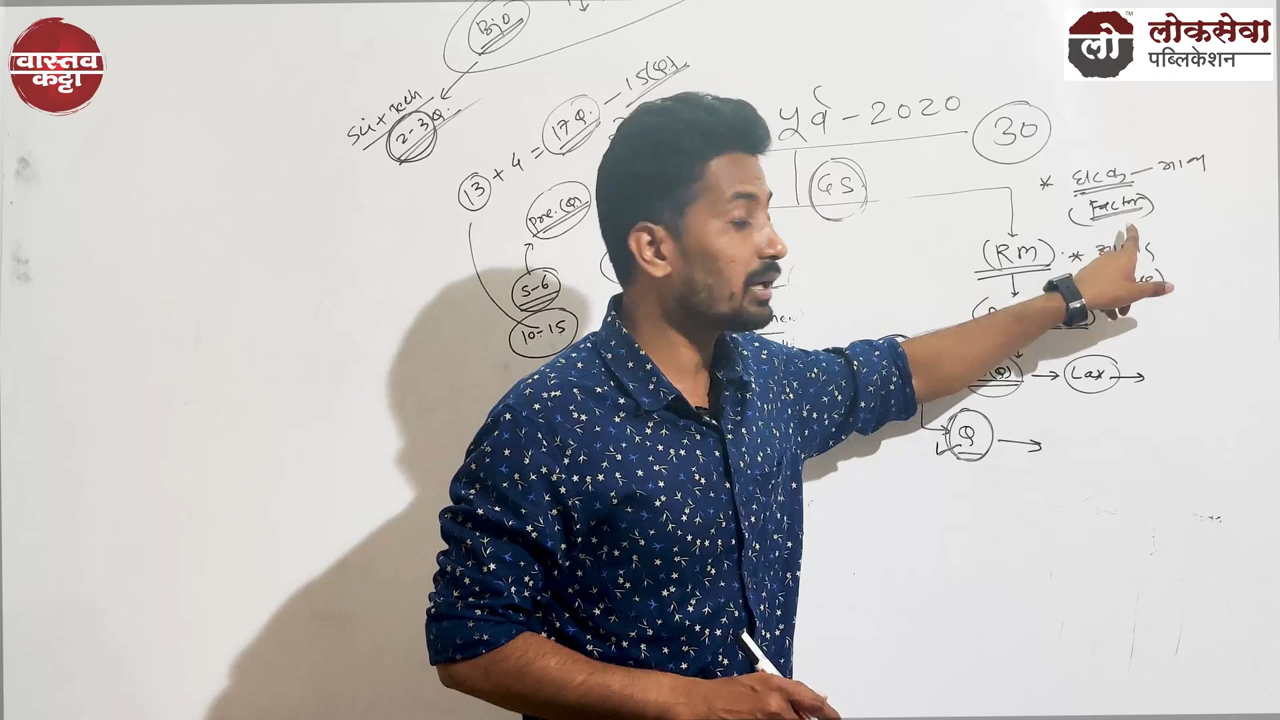 वास्तव
कट्टा
लो
लोकसेवा
पब्लिकेशन
Bio
Sci + Tech
2-3 Q.
13 + 4 = 17 Q. - 15(Q).
पूर्व - 2020
30
GS
* घटक -
(Factor)
Pre. (Q)
(RM)
5-6
10-15
(Q)
Lax
Q